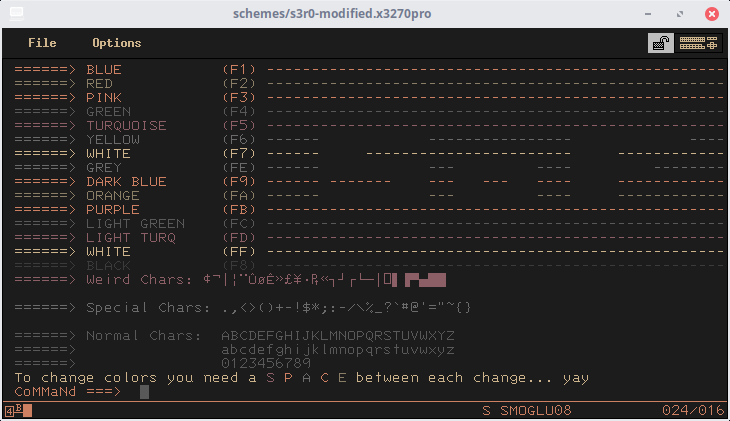 schemes/s3r0-modified.x3270pro
File Options
======> BLUE (F1) ------------------------------------------------------
======> RED (F2) ------------------------------------------------------
======> PINK (F3) ------------------------------------------------------
======> GREEN (F4)
======> TURQUOISE (F5) ------
======> YELLOW (F6) ------
======> WHITE (F7) ------
======> GREY (FE)
======> DARK BLUE (F9) ------
======> ORANGE (FA) ------
======> PURPLE (FB) ------
======> LIGHT GREEN (FC)
======> LIGHT TURQ (FD) ------
======> WHITE (FF) ------------------------------------------------------
======> BLACK (F8)
======> Weird Chars:
======> Special Chars: .,<>()+-!$*;:-/\%_?`#@'="~{}
======> Normal Chars: ABCDEFGHIJKLMNOPQRSTUVWXYZ
======> abcdefghijklmnopqrstuvwxyz
======> 0123456789
To change colors you need a S P A C E between each change... yay
CoMMaNd ===>
4 B S SMOGLU08 024/016